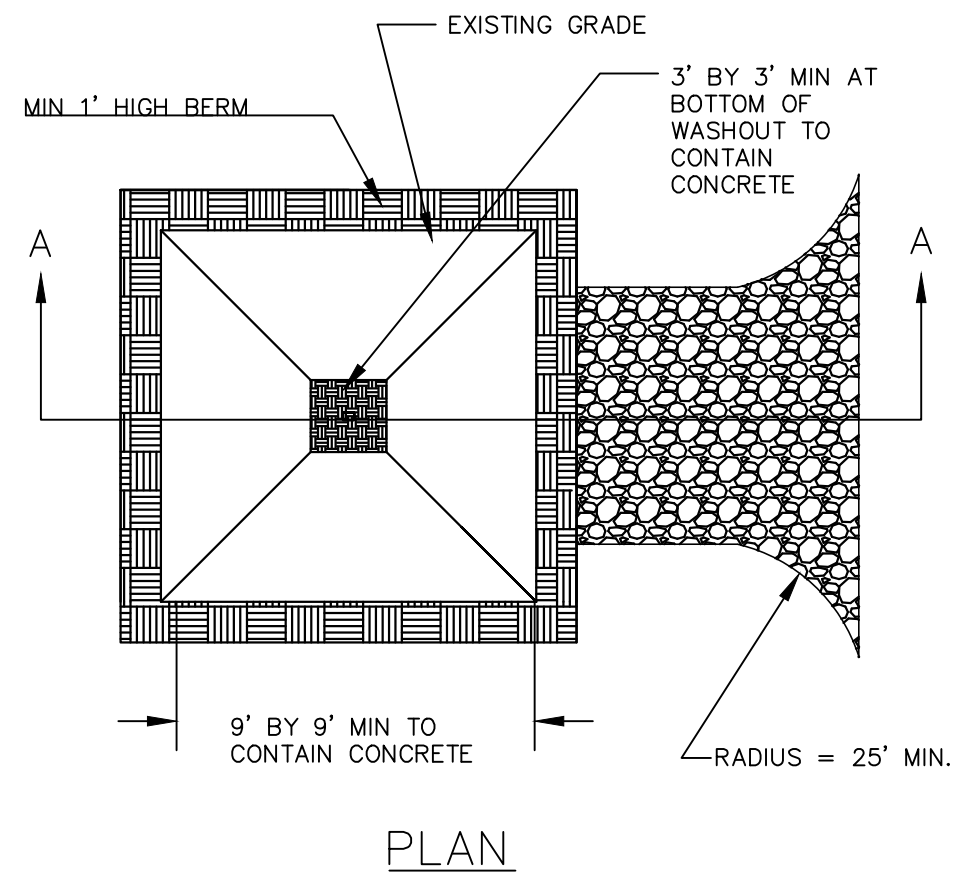 EXISTING GRADE
3' BY 3' MIN AT
BOTTOM OF
WASHOUT TO
CONTAIN
CONCRETE
MIN 1' HIGH BERM
A
A
9' BY 9' MIN TO
CONTAIN CONCRETE
RADIUS = 25' MIN.
PLAN